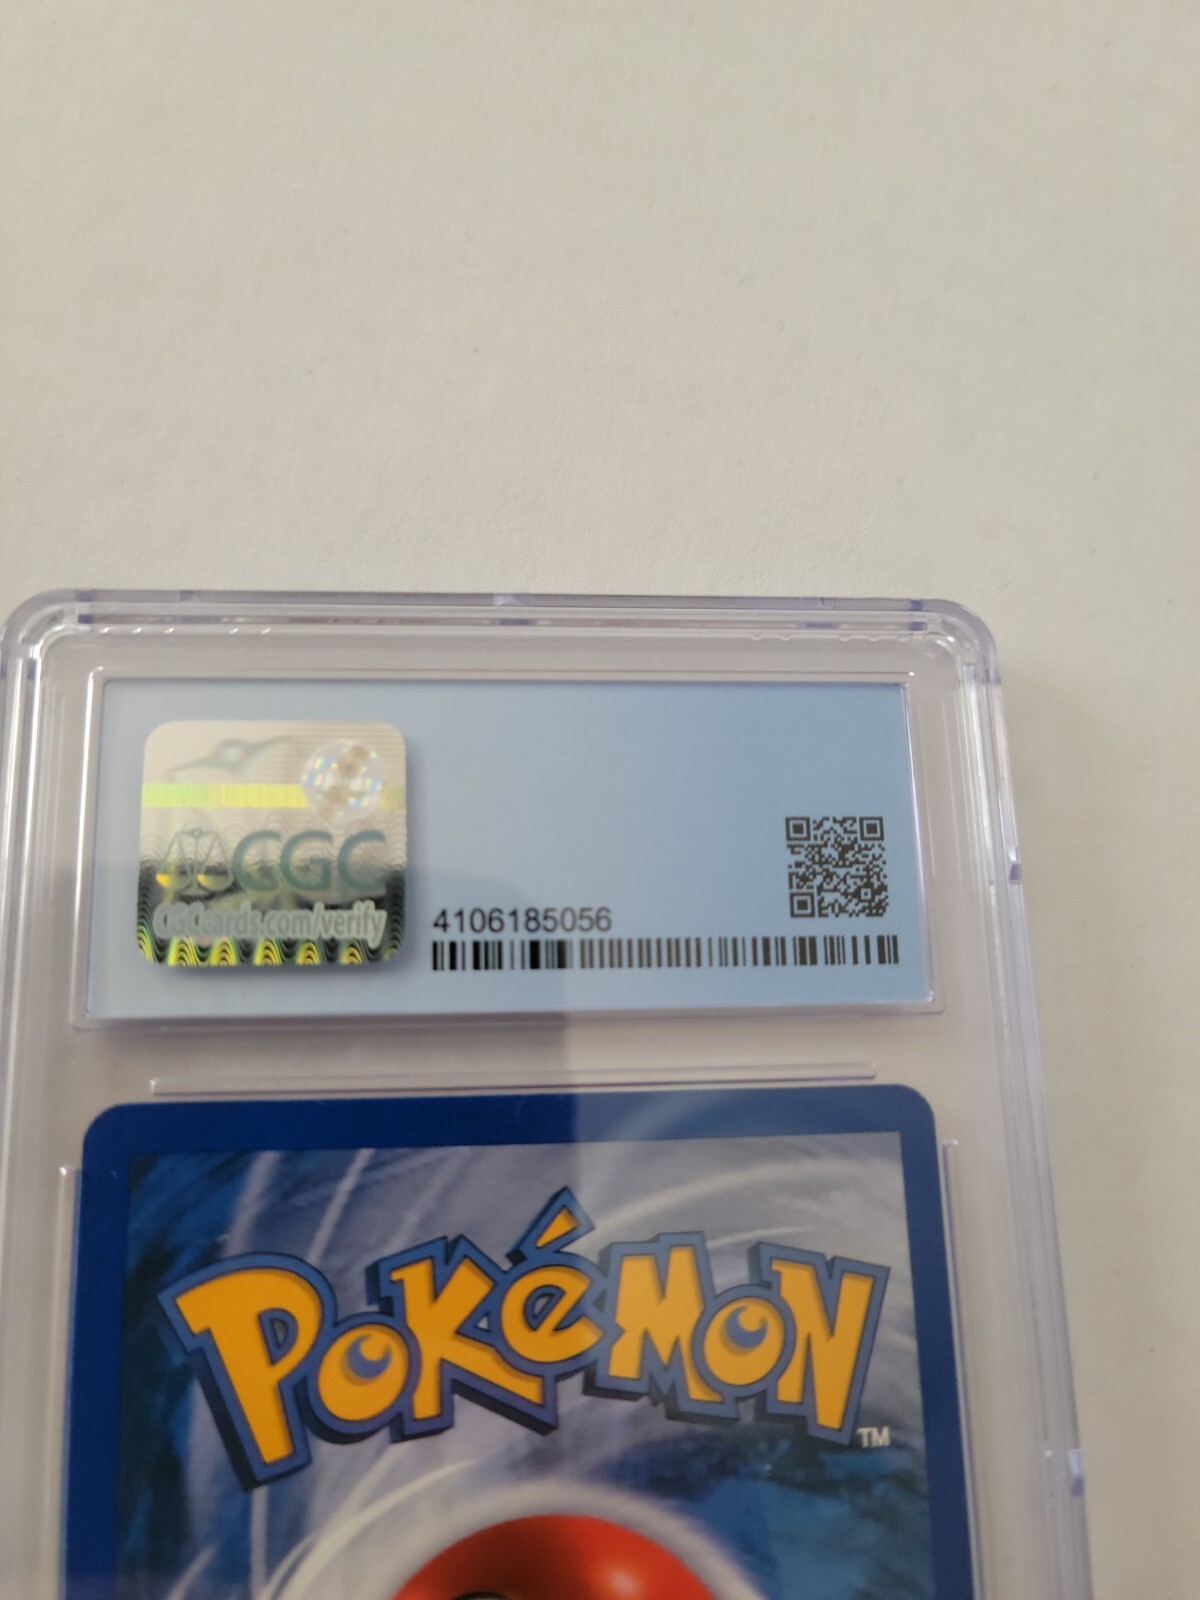 CGC
CGCcards.com/verify
4106185056
POKéMON
TM